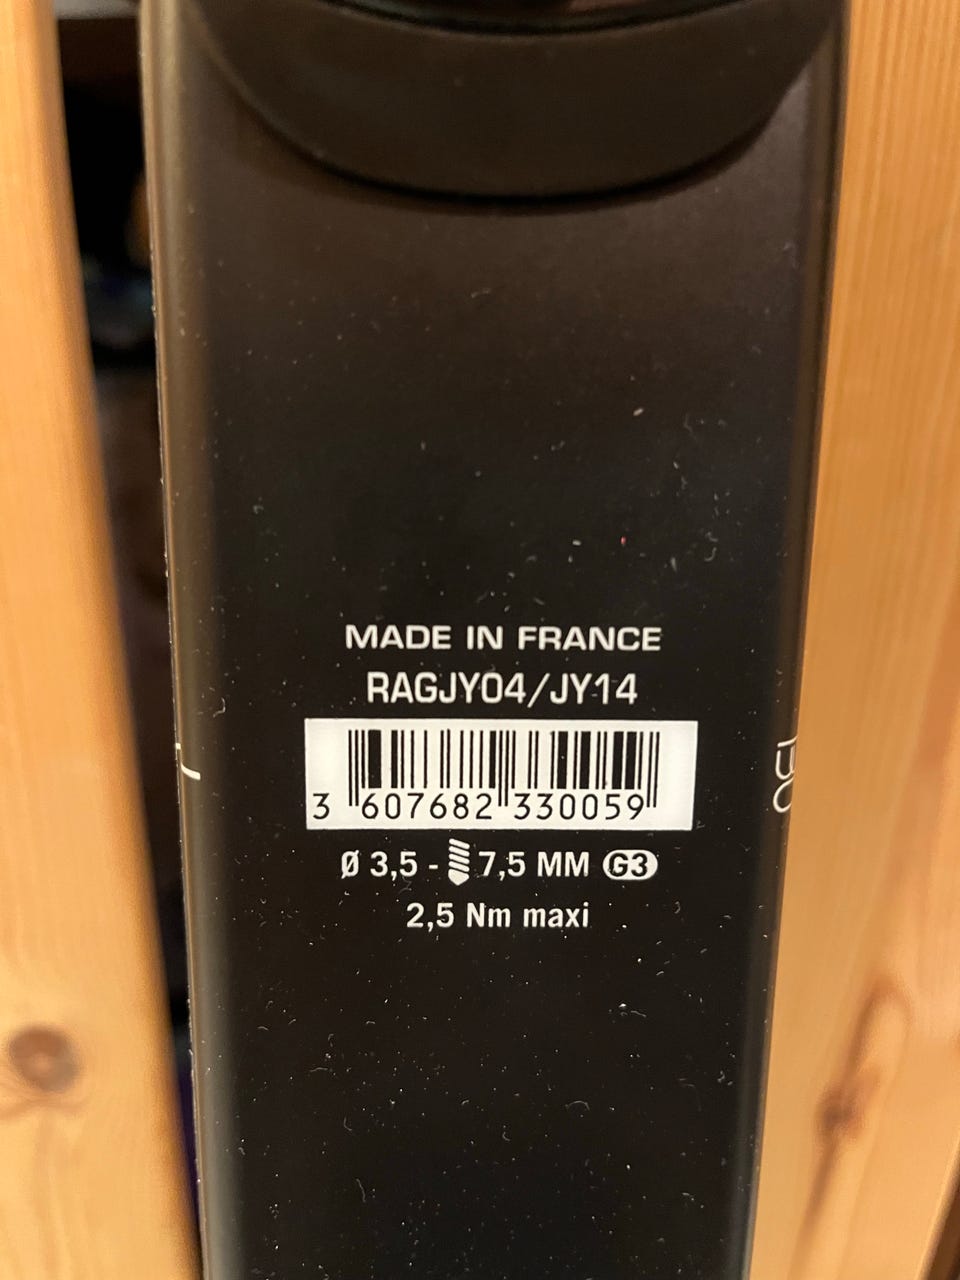 MADE IN FRANCE
RAGJY04/JY14
3 607682 330059
Ø 3,5 - 7,5 MM G3
2,5 Nm maxi